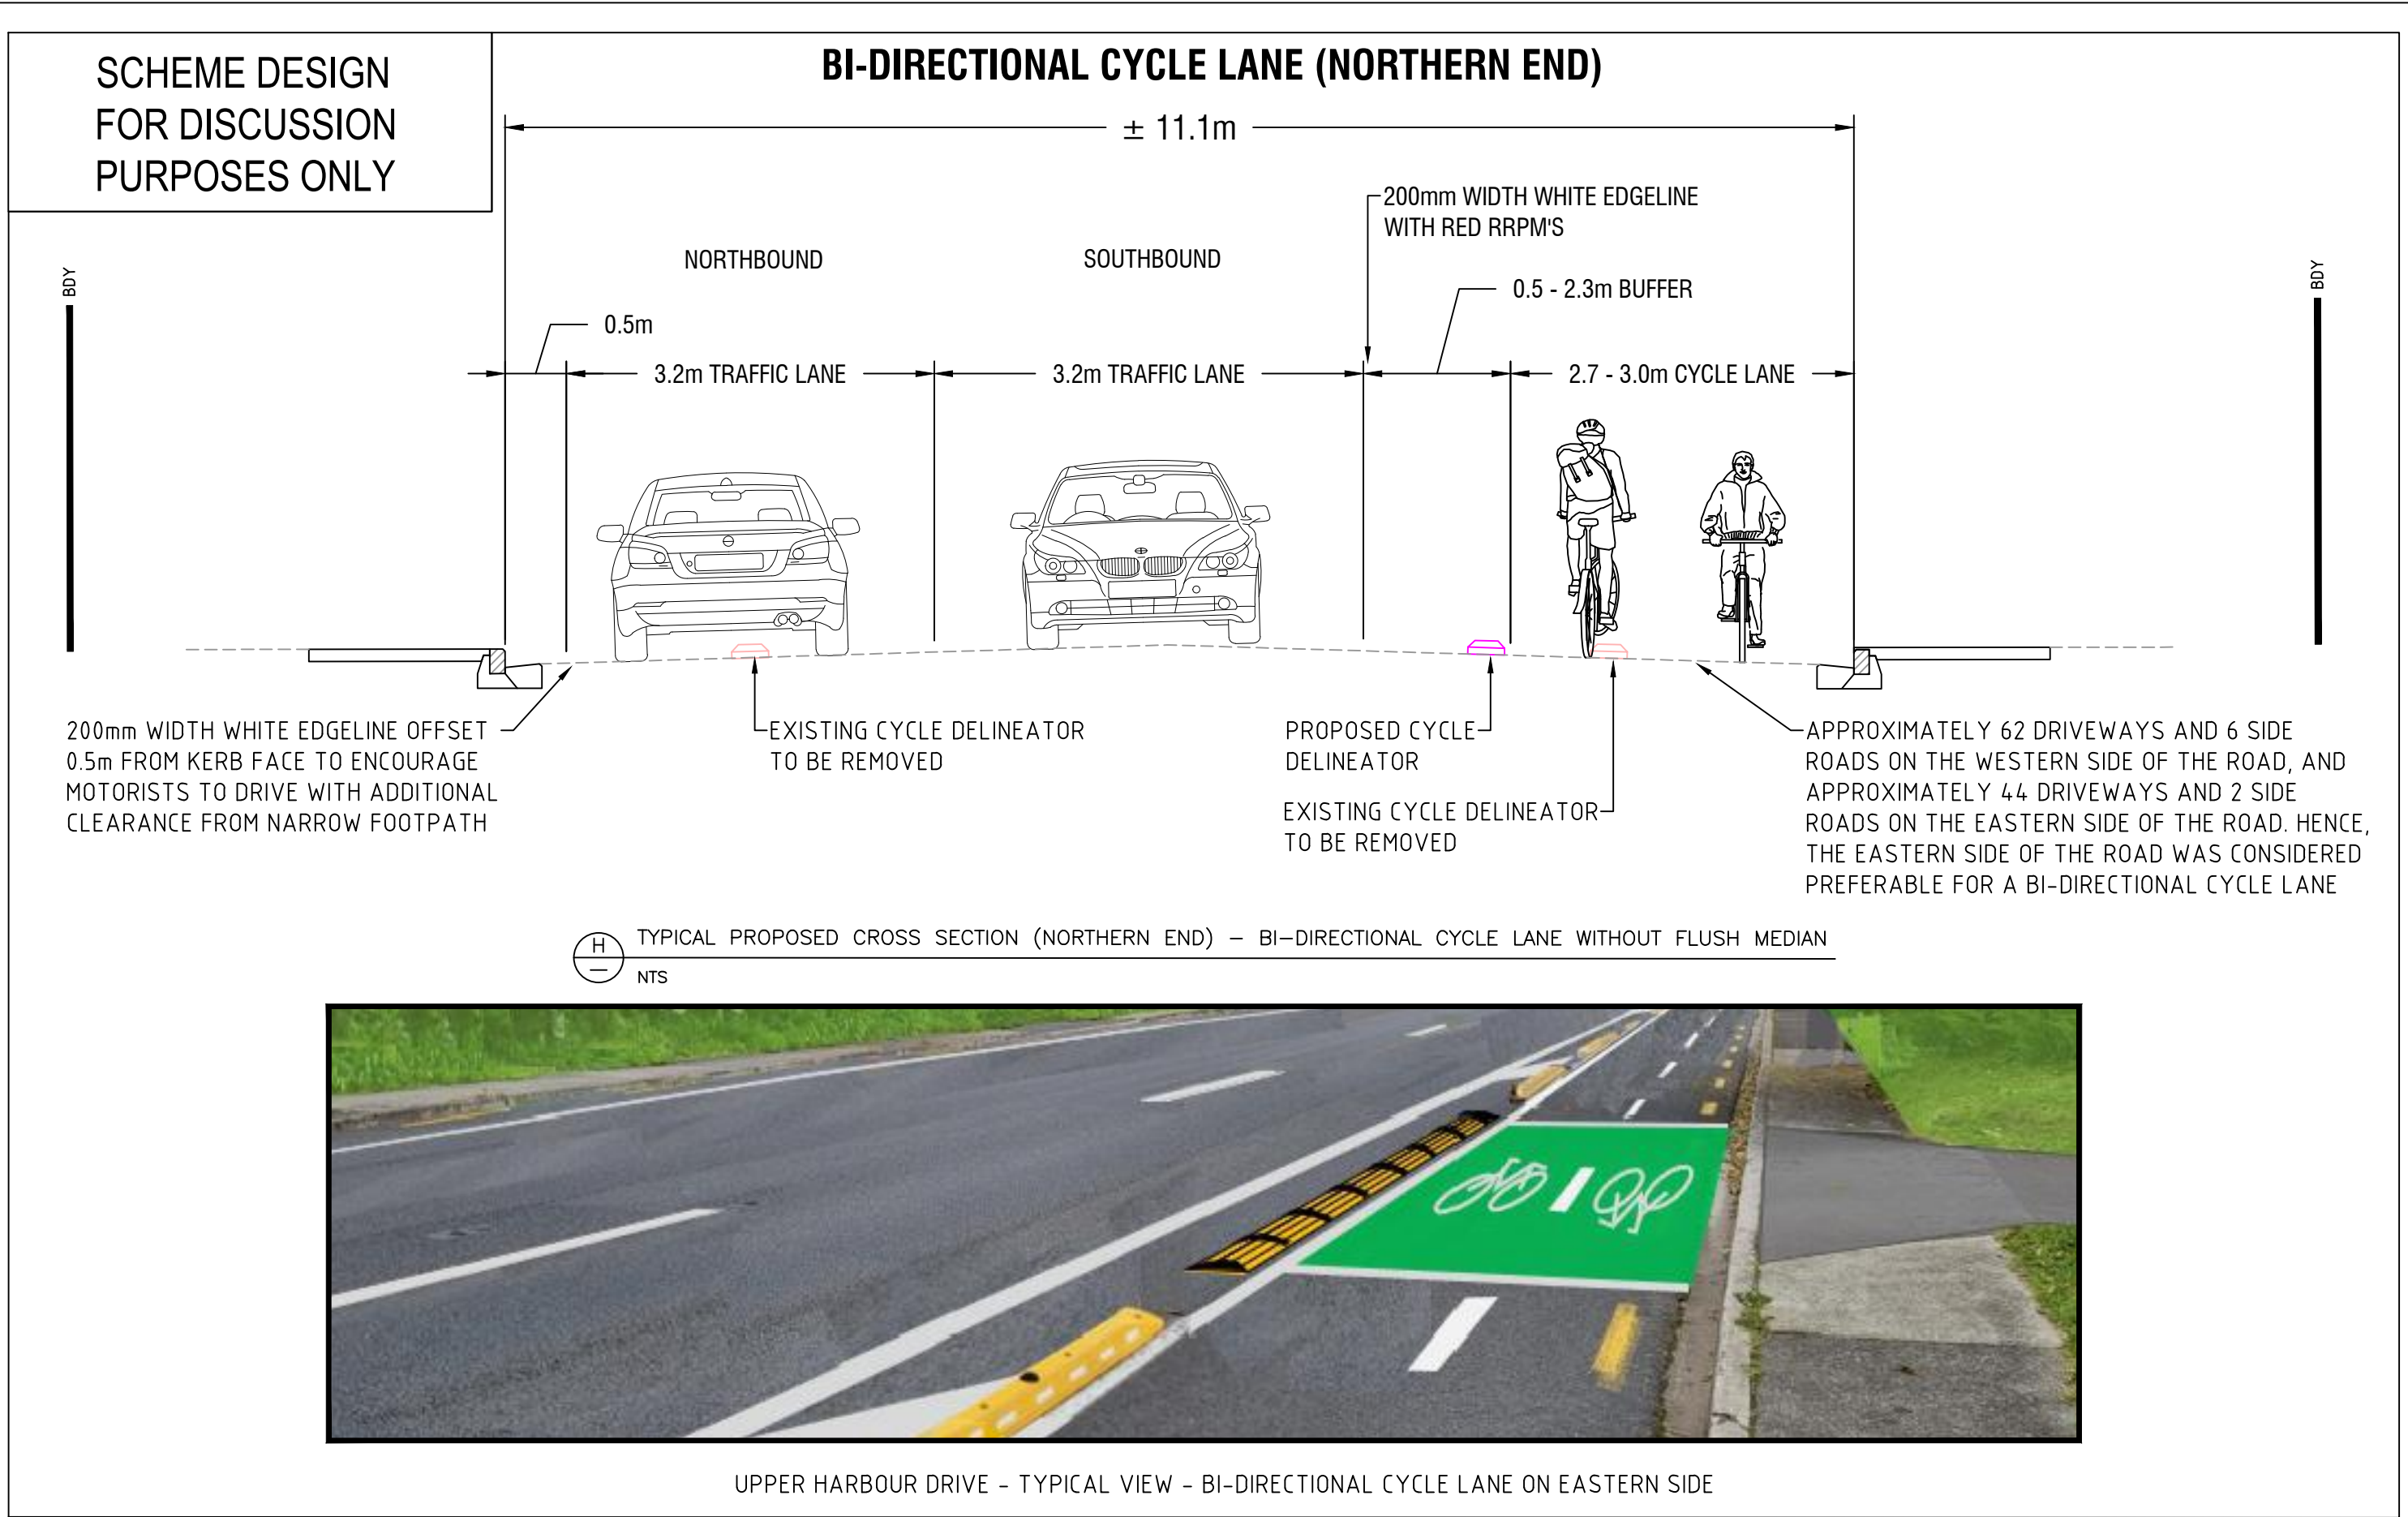 SCHEME DESIGN
FOR DISCUSSION
PURPOSES ONLY
BI-DIRECTIONAL CYCLE LANE (NORTHERN END)
± 11.1m
200mm WIDTH WHITE EDGELINE
WITH RED RRPM'S
NORTHBOUND
SOUTHBOUND
0.5 - 2.3m BUFFER
BDY
BDY
0.5m
3.2m TRAFFIC LANE
3.2m TRAFFIC LANE
2.7 - 3.0m CYCLE LANE
200mm WIDTH WHITE EDGELINE OFFSET
0.5m FROM KERB FACE TO ENCOURAGE
MOTORISTS TO DRIVE WITH ADDITIONAL
CLEARANCE FROM NARROW FOOTPATH
EXISTING CYCLE DELINEATOR
TO BE REMOVED
PROPOSED CYCLE
DELINEATOR
EXISTING CYCLE DELINEATOR
TO BE REMOVED
APPROXIMATELY 62 DRIVEWAYS AND 6 SIDE
ROADS ON THE WESTERN SIDE OF THE ROAD, AND
APPROXIMATELY 44 DRIVEWAYS AND 2 SIDE
ROADS ON THE EASTERN SIDE OF THE ROAD. HENCE,
THE EASTERN SIDE OF THE ROAD WAS CONSIDERED
PREFERABLE FOR A BI-DIRECTIONAL CYCLE LANE
H
TYPICAL PROPOSED CROSS SECTION (NORTHERN END) – BI-DIRECTIONAL CYCLE LANE WITHOUT FLUSH MEDIAN
NTS
UPPER HARBOUR DRIVE - TYPICAL VIEW - BI-DIRECTIONAL CYCLE LANE ON EASTERN SIDE